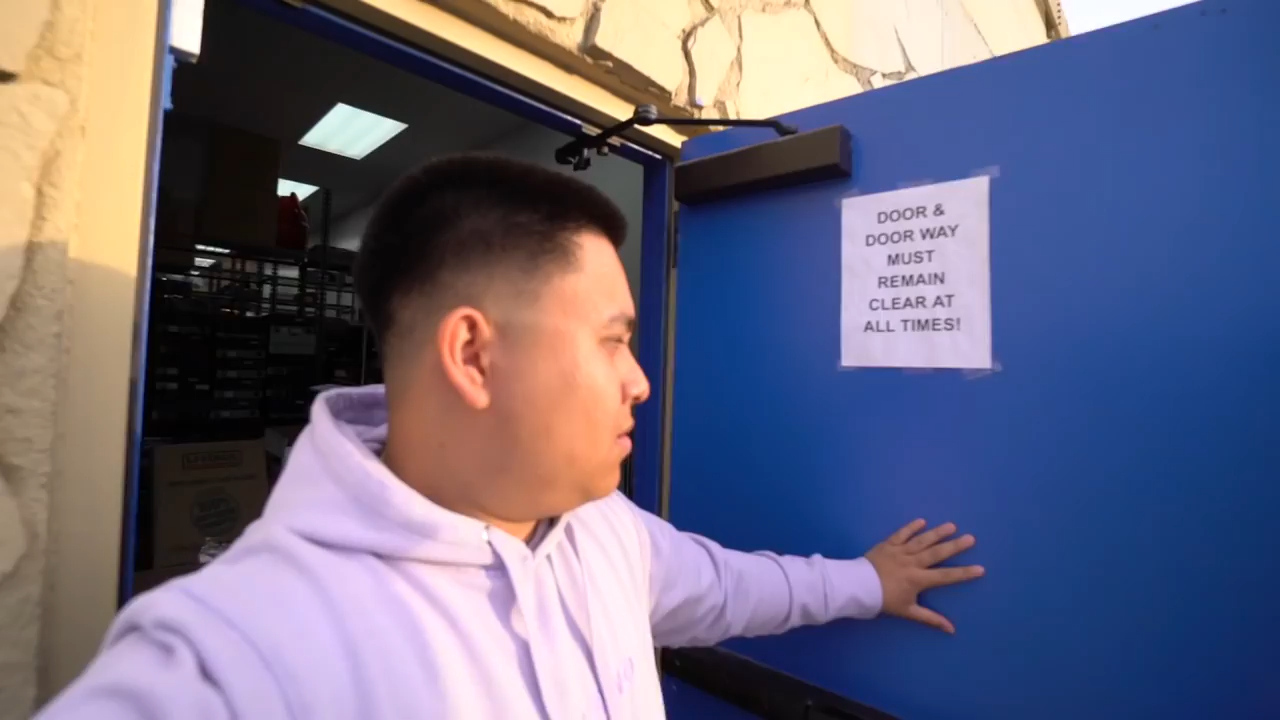 DOOR &
DOOR WAY
MUST
REMAIN
CLEAR AT
ALL TIMES!